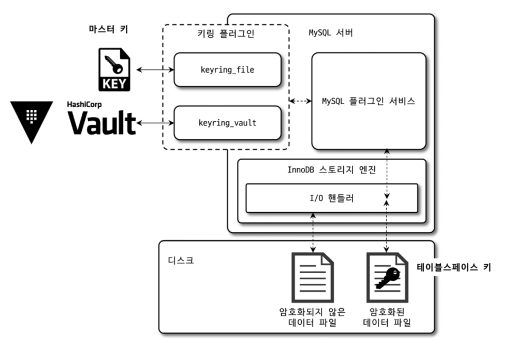 마스터 키
키링 플러그인
MySQL 서버
KEY
keyring_file
HashiCorp
Vault
keyring_vault
MySQL 플러그인 서비스
InnoDB 스토리지 엔진
I/O 핸들러
디스크
테이블스페이스 키
암호화되지 않은
데이터 파일
암호화된
데이터 파일